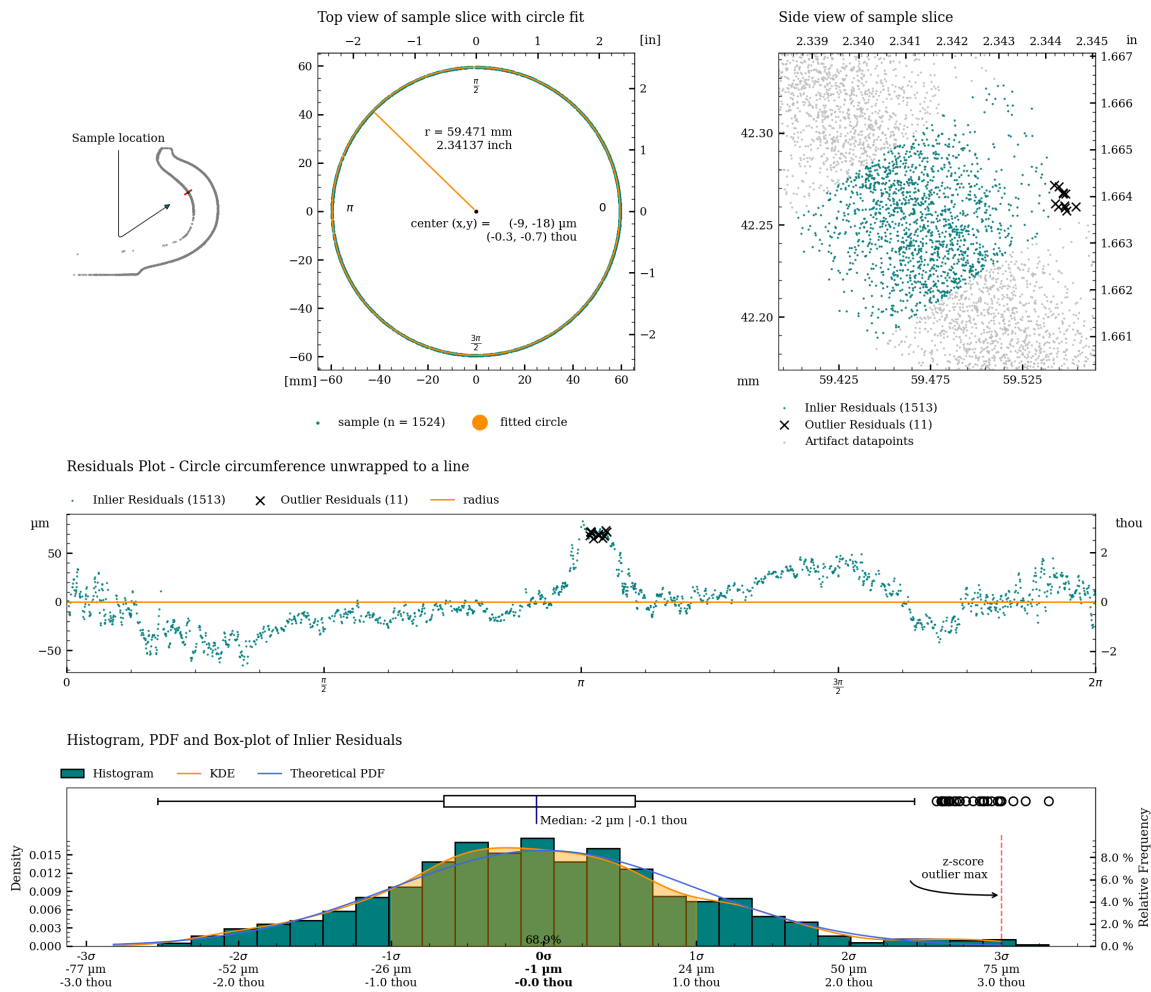 Top view of sample slice with circle fit
Side view of sample slice
−2 −1 0 1 2 [in]
2.339 2.340 2.341 2.342 2.343 2.344 2.345 in
Sample location
60
40
20
0
−20
−40
−60
π/2
r = 59.471 mm
2.34137 inch
π
0
center (x,y) = (-9, -18) µm
(-0.3, -0.7) thou
3π/2
2
1
0
−1
−2
[mm] −60 −40 −20 0 20 40 60
sample (n = 1524) fitted circle
42.30
42.25
42.20
1.667
1.666
1.665
1.664
1.663
1.662
1.661
mm 59.425 59.475 59.525
Inlier Residuals (1513)
Outlier Residuals (11)
Artifact datapoints
Residuals Plot - Circle circumference unwrapped to a line
Inlier Residuals (1513) Outlier Residuals (11) radius
µm
thou
50
0
−50
2
0
−2
0 π/2 π 3π/2 2π
Histogram, PDF and Box-plot of Inlier Residuals
Histogram KDE Theoretical PDF
Median: -2 µm | -0.1 thou
Density
0.015
0.012
0.009
0.006
0.003
0.000
z-score
outlier max
68.9%
8.0 %
6.0 %
4.0 %
2.0 %
0.0 %
Relative Frequency
-3σ -2σ -1σ 0σ 1σ 2σ 3σ
-77 µm -52 µm -26 µm -1 µm 24 µm 50 µm 75 µm
-3.0 thou -2.0 thou -1.0 thou -0.0 thou 1.0 thou 2.0 thou 3.0 thou